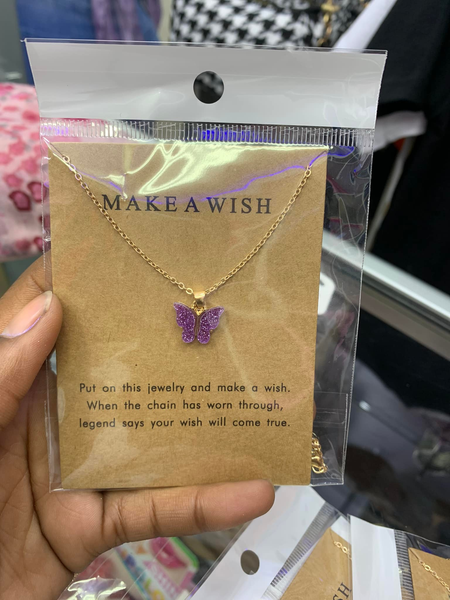 MAKE A WISH
Put on this jewelry and make a wish.
When the chain has worn through,
legend says your wish will come true.
WISH